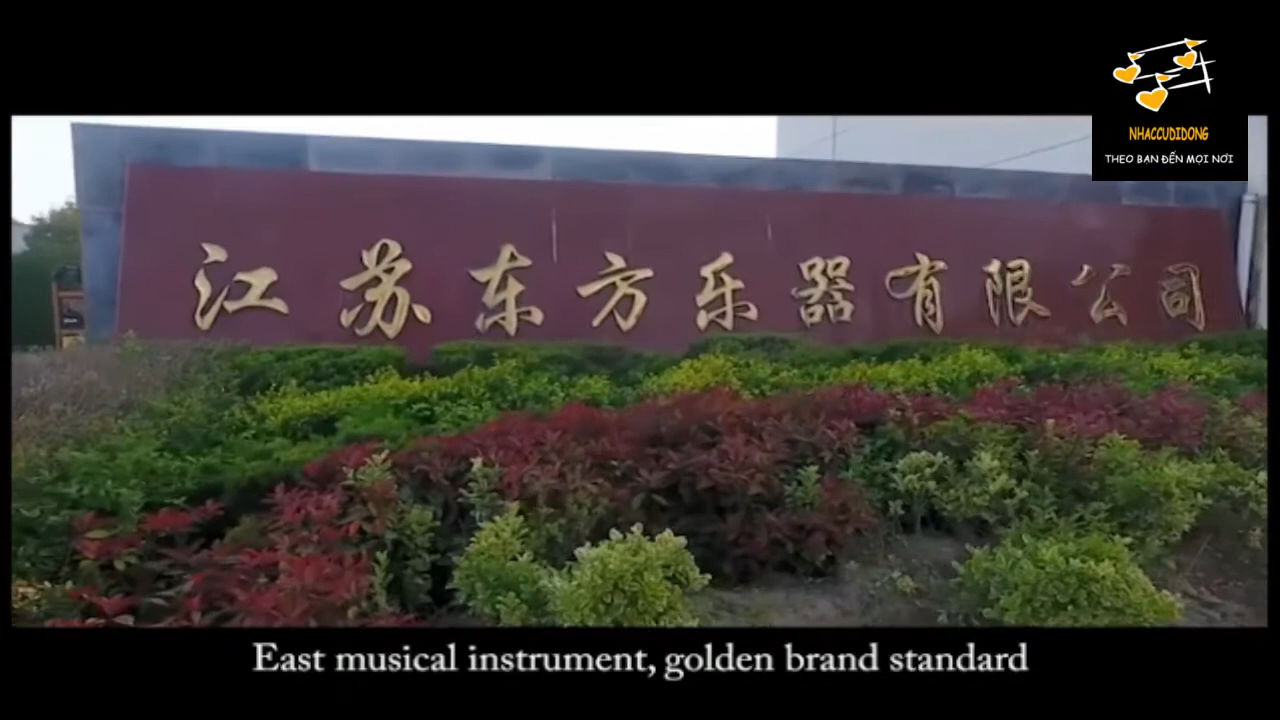 NHACCUDIDONG
THEO BẠN ĐẾN MỌI NƠI
江苏东方乐器有限公司
East musical instrument, golden brand standard